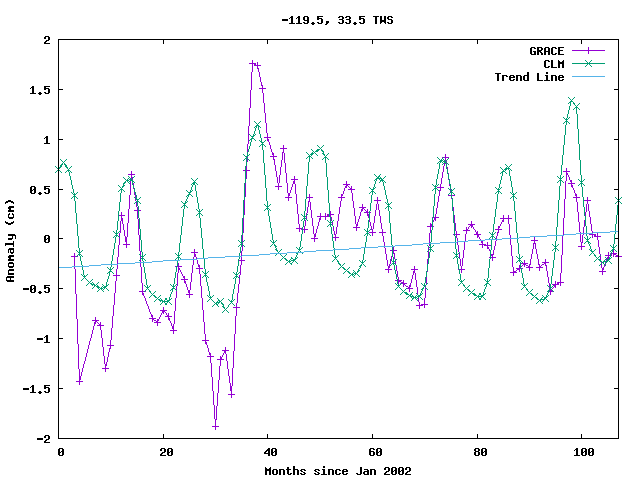 -119.5, 33.5 TWS
GRACE
CLM
Trend Line
2
1.5
1
0.5
0
-0.5
-1
-1.5
-2
Anomaly (cm)
0 20 40 60 80 100
Months since Jan 2002